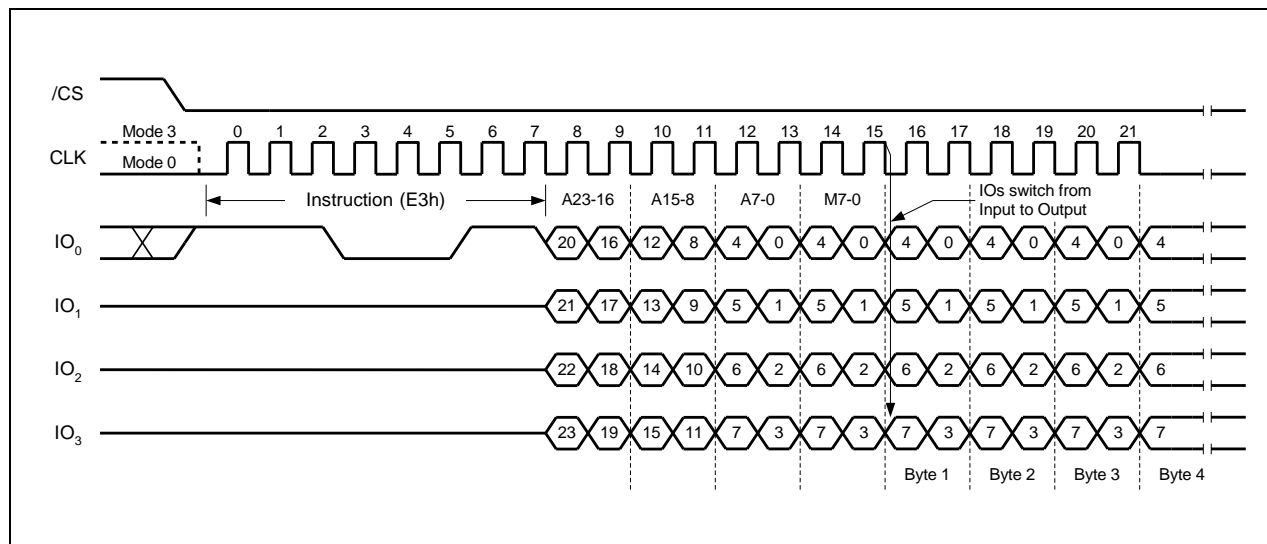 /CS
Mode 3
0 1 2 3 4 5 6 7 8 9 10 11 12 13 14 15 16 17 18 19 20 21
CLK
Mode 0
Instruction (E3h)
A23-16 A15-8 A7-0 M7-0
IOs switch from
Input to Output
IO0 20 16 12 8 4 0 4 0 4 0 4 0 4 0 4
IO1 21 17 13 9 5 1 5 1 5 1 5 1 5 1 5
IO2 22 18 14 10 6 2 6 2 6 2 6 2 6 2 6
IO3 23 19 15 11 7 3 7 3 7 3 7 3 7 3 7
Byte 1 Byte 2 Byte 3 Byte 4